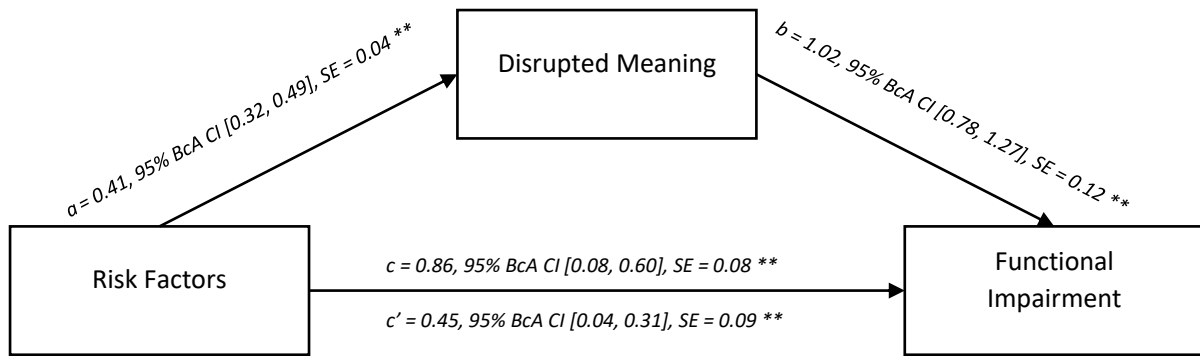 Disrupted Meaning
a = 0.41, 95% BcA CI [0.32, 0.49], SE = 0.04 **
b = 1.02, 95% BcA CI [0.78, 1.27], SE = 0.12 **
Risk Factors
c = 0.86, 95% BcA CI [0.08, 0.60], SE = 0.08 **
c’ = 0.45, 95% BcA CI [0.04, 0.31], SE = 0.09 **
Functional
Impairment